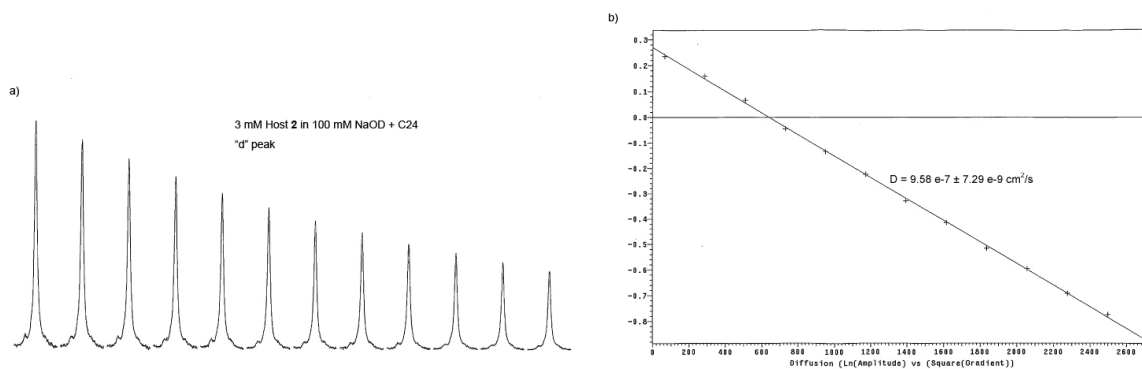 a)
3 mM Host 2 in 100 mM NaOD + C24
"d" peak
b)
0.3
0.2
0.1
0.0
-0.1
-0.2
-0.3
-0.4
-0.5
-0.6
-0.7
-0.8
D = 9.58 e-7 ± 7.29 e-9 cm²/s
0 200 400 600 800 1000 1200 1400 1600 1800 2000 2200 2400 2600
Diffusion (Ln(Amplitude) vs (Square(Gradient))